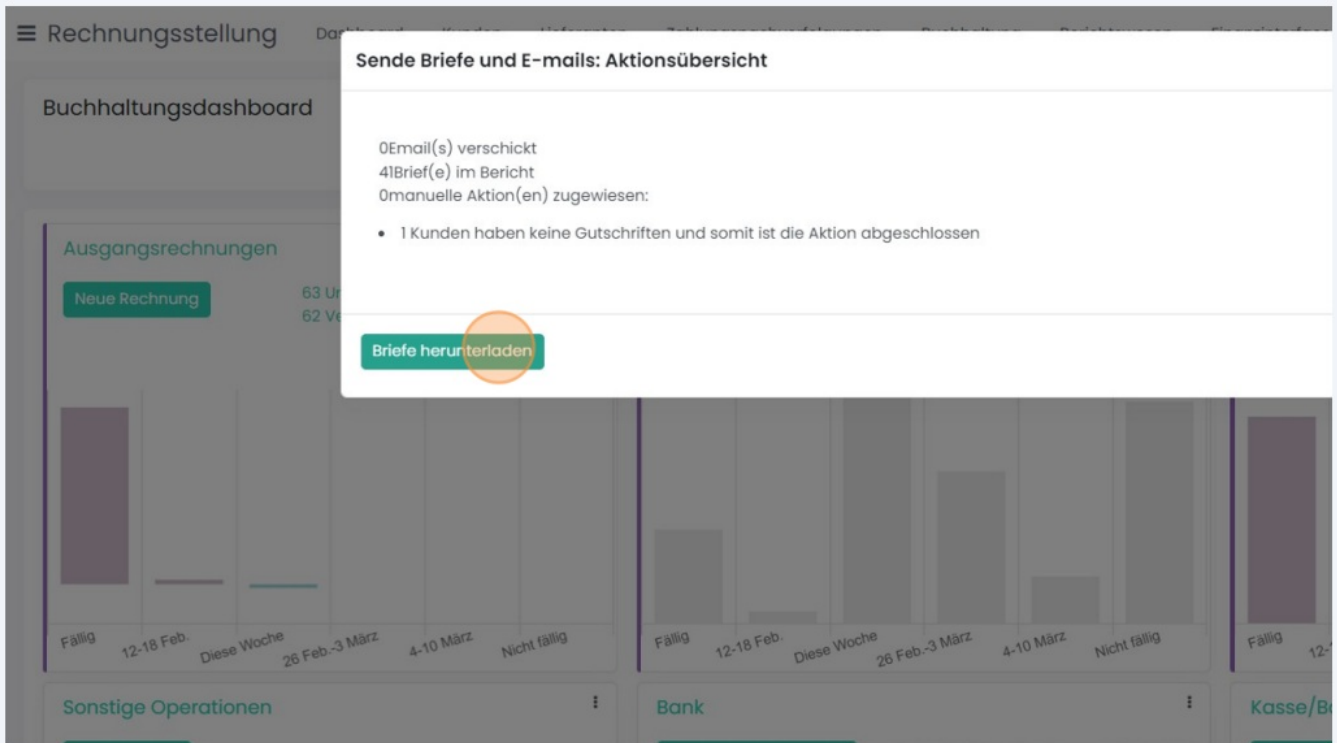 Rechnungsstellung
Sende Briefe und E-mails: Aktionsübersicht
Buchhaltungsdashboard
0Email(s) verschickt
41Brief(e) im Bericht
0manuelle Aktion(en) zugewiesen:
• 1 Kunden haben keine Gutschriften und somit ist die Aktion abgeschlossen
Ausgangsrechnungen
Neue Rechnung
63
62
Briefe herunterladen
Fällig 12-18 Feb. Diese Woche 26 Feb.-3 März 4-10 März Nicht fällig
Fällig 12-18 Feb. Diese Woche 26 Feb.-3 März 4-10 März Nicht fällig
Fällig
Sonstige Operationen
Bank